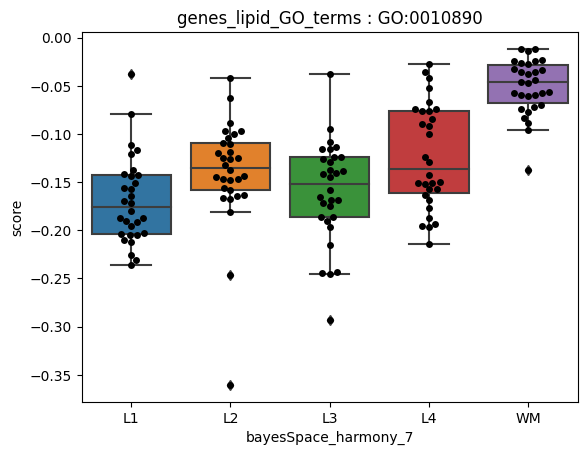 genes_lipid_GO_terms : GO:0010890
0.00
−0.05
−0.10
−0.15
−0.20
−0.25
−0.30
−0.35
score
L1 L2 L3 L4 WM
bayesSpace_harmony_7